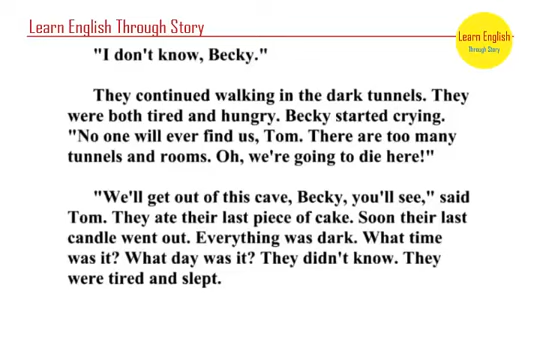 Learn English Through Story
Learn English
Through Story
"I don't know, Becky."
They continued walking in the dark tunnels. They
were both tired and hungry. Becky started crying.
"No one will ever find us, Tom. There are too many
tunnels and rooms. Oh, we're going to die here!"
"We'll get out of this cave, Becky, you'll see," said
Tom. They ate their last piece of cake. Soon their last
candle went out. Everything was dark. What time
was it? What day was it? They didn't know. They
were tired and slept.